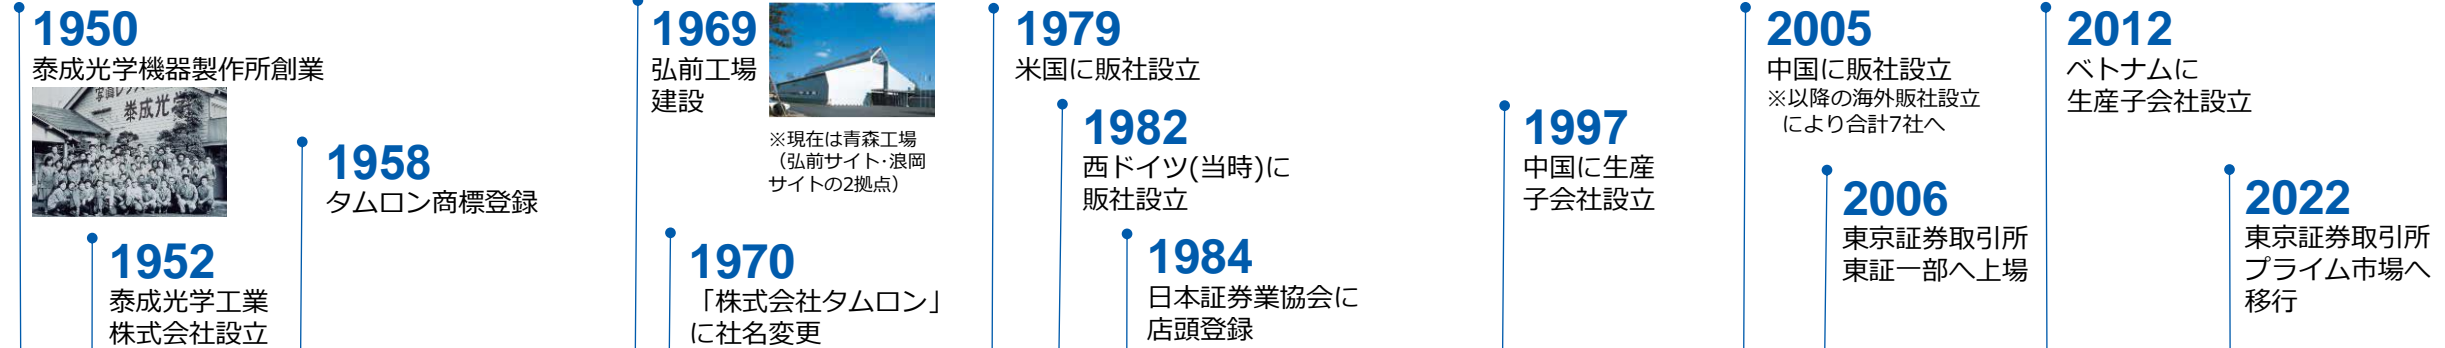 1950
泰成光学機器製作所創業
泰成光学
1952
泰成光学工業
株式会社設立
1958
タムロン商標登録
1969
弘前工場
建設
※現在は青森工場
（弘前サイト･浪岡
サイトの2拠点）
1970
「株式会社タムロン」
に社名変更
1979
米国に販社設立
1982
西ドイツ(当時)に
販社設立
1984
日本証券業協会に
店頭登録
1997
中国に生産
子会社設立
2005
中国に販社設立
※以降の海外販社設立
により合計7社へ
2006
東京証券取引所
東証一部へ上場
2012
ベトナムに
生産子会社設立
2022
東京証券取引所
プライム市場へ
移行